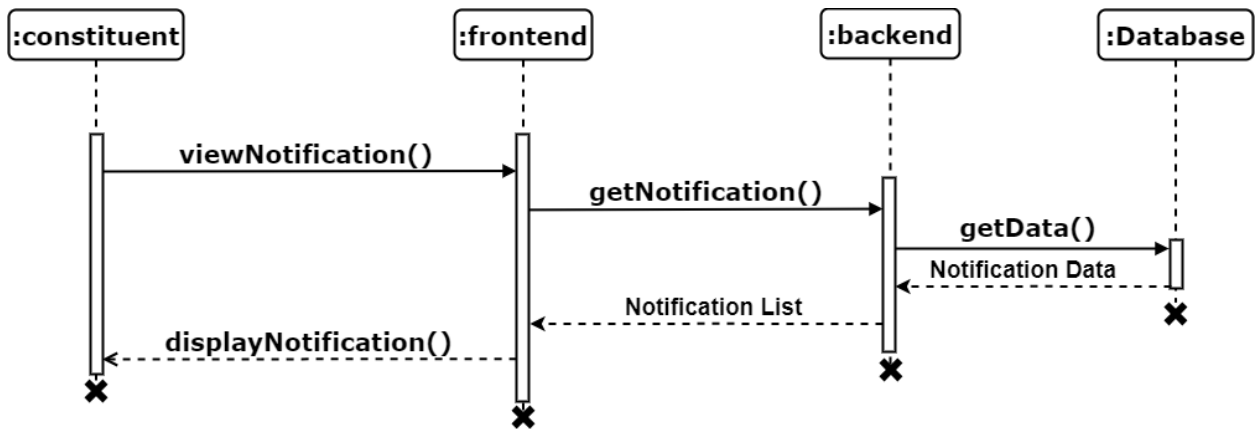 :constituent
:frontend
:backend
:Database
viewNotification()
getNotification()
getData()
Notification Data
Notification List
displayNotification()